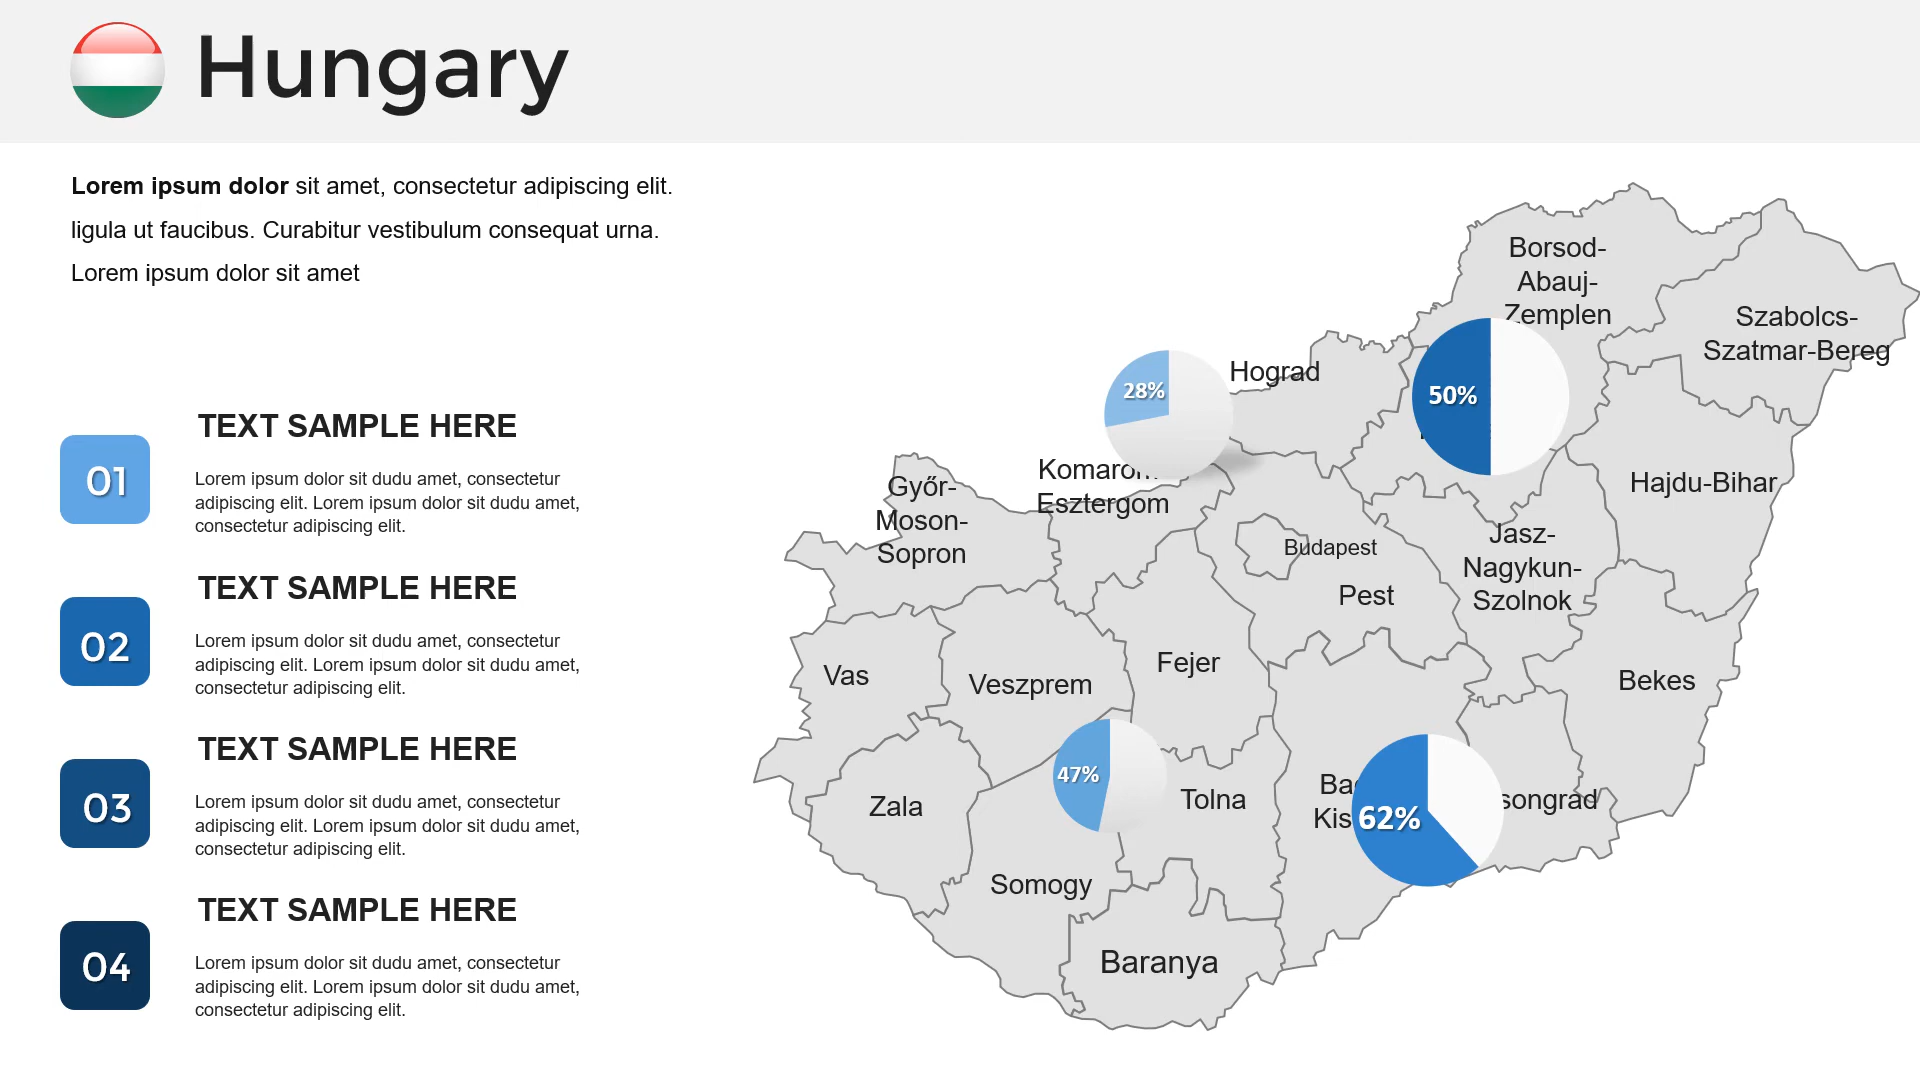 Hungary
Lorem ipsum dolor sit amet, consectetur adipiscing elit.
ligula ut faucibus. Curabitur vestibulum consequat urna.
Lorem ipsum dolor sit amet
01
TEXT SAMPLE HERE
Lorem ipsum dolor sit dudu amet, consectetur
adipiscing elit. Lorem ipsum dolor sit dudu amet,
consectetur adipiscing elit.
02
TEXT SAMPLE HERE
Lorem ipsum dolor sit dudu amet, consectetur
adipiscing elit. Lorem ipsum dolor sit dudu amet,
consectetur adipiscing elit.
03
TEXT SAMPLE HERE
Lorem ipsum dolor sit dudu amet, consectetur
adipiscing elit. Lorem ipsum dolor sit dudu amet,
consectetur adipiscing elit.
04
TEXT SAMPLE HERE
Lorem ipsum dolor sit dudu amet, consectetur
adipiscing elit. Lorem ipsum dolor sit dudu amet,
consectetur adipiscing elit.
Borsod-
Abauj-
Zemplen
Szabolcs-
Szatmar-Bereg
Hograd
28%
50%
Esztergom
Győr-
Moson-
Sopron
Hajdu-Bihar
Budapest
Pest
Jasz-
Nagykun-
Szolnok
Vas
Veszprem
Fejer
Bekes
47%
Zala
Tolna
62%
Somogy
Baranya